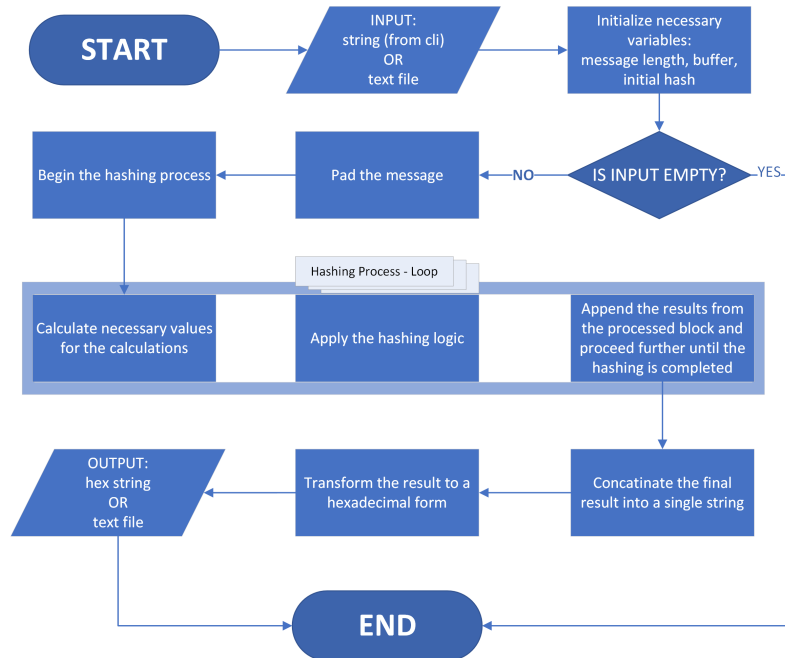 START
INPUT:
string (from cli)
OR
text file
Initialize necessary
variables:
message length, buffer,
initial hash
Begin the hashing process
Pad the message
NO
IS INPUT EMPTY?
YES
Hashing Process - Loop
Calculate necessary values
for the calculations
Apply the hashing logic
Append the results from
the processed block and
proceed further until the
hashing is completed
OUTPUT:
hex string
OR
text file
Transform the result to a
hexadecimal form
Concatinate the final
result into a single string
END